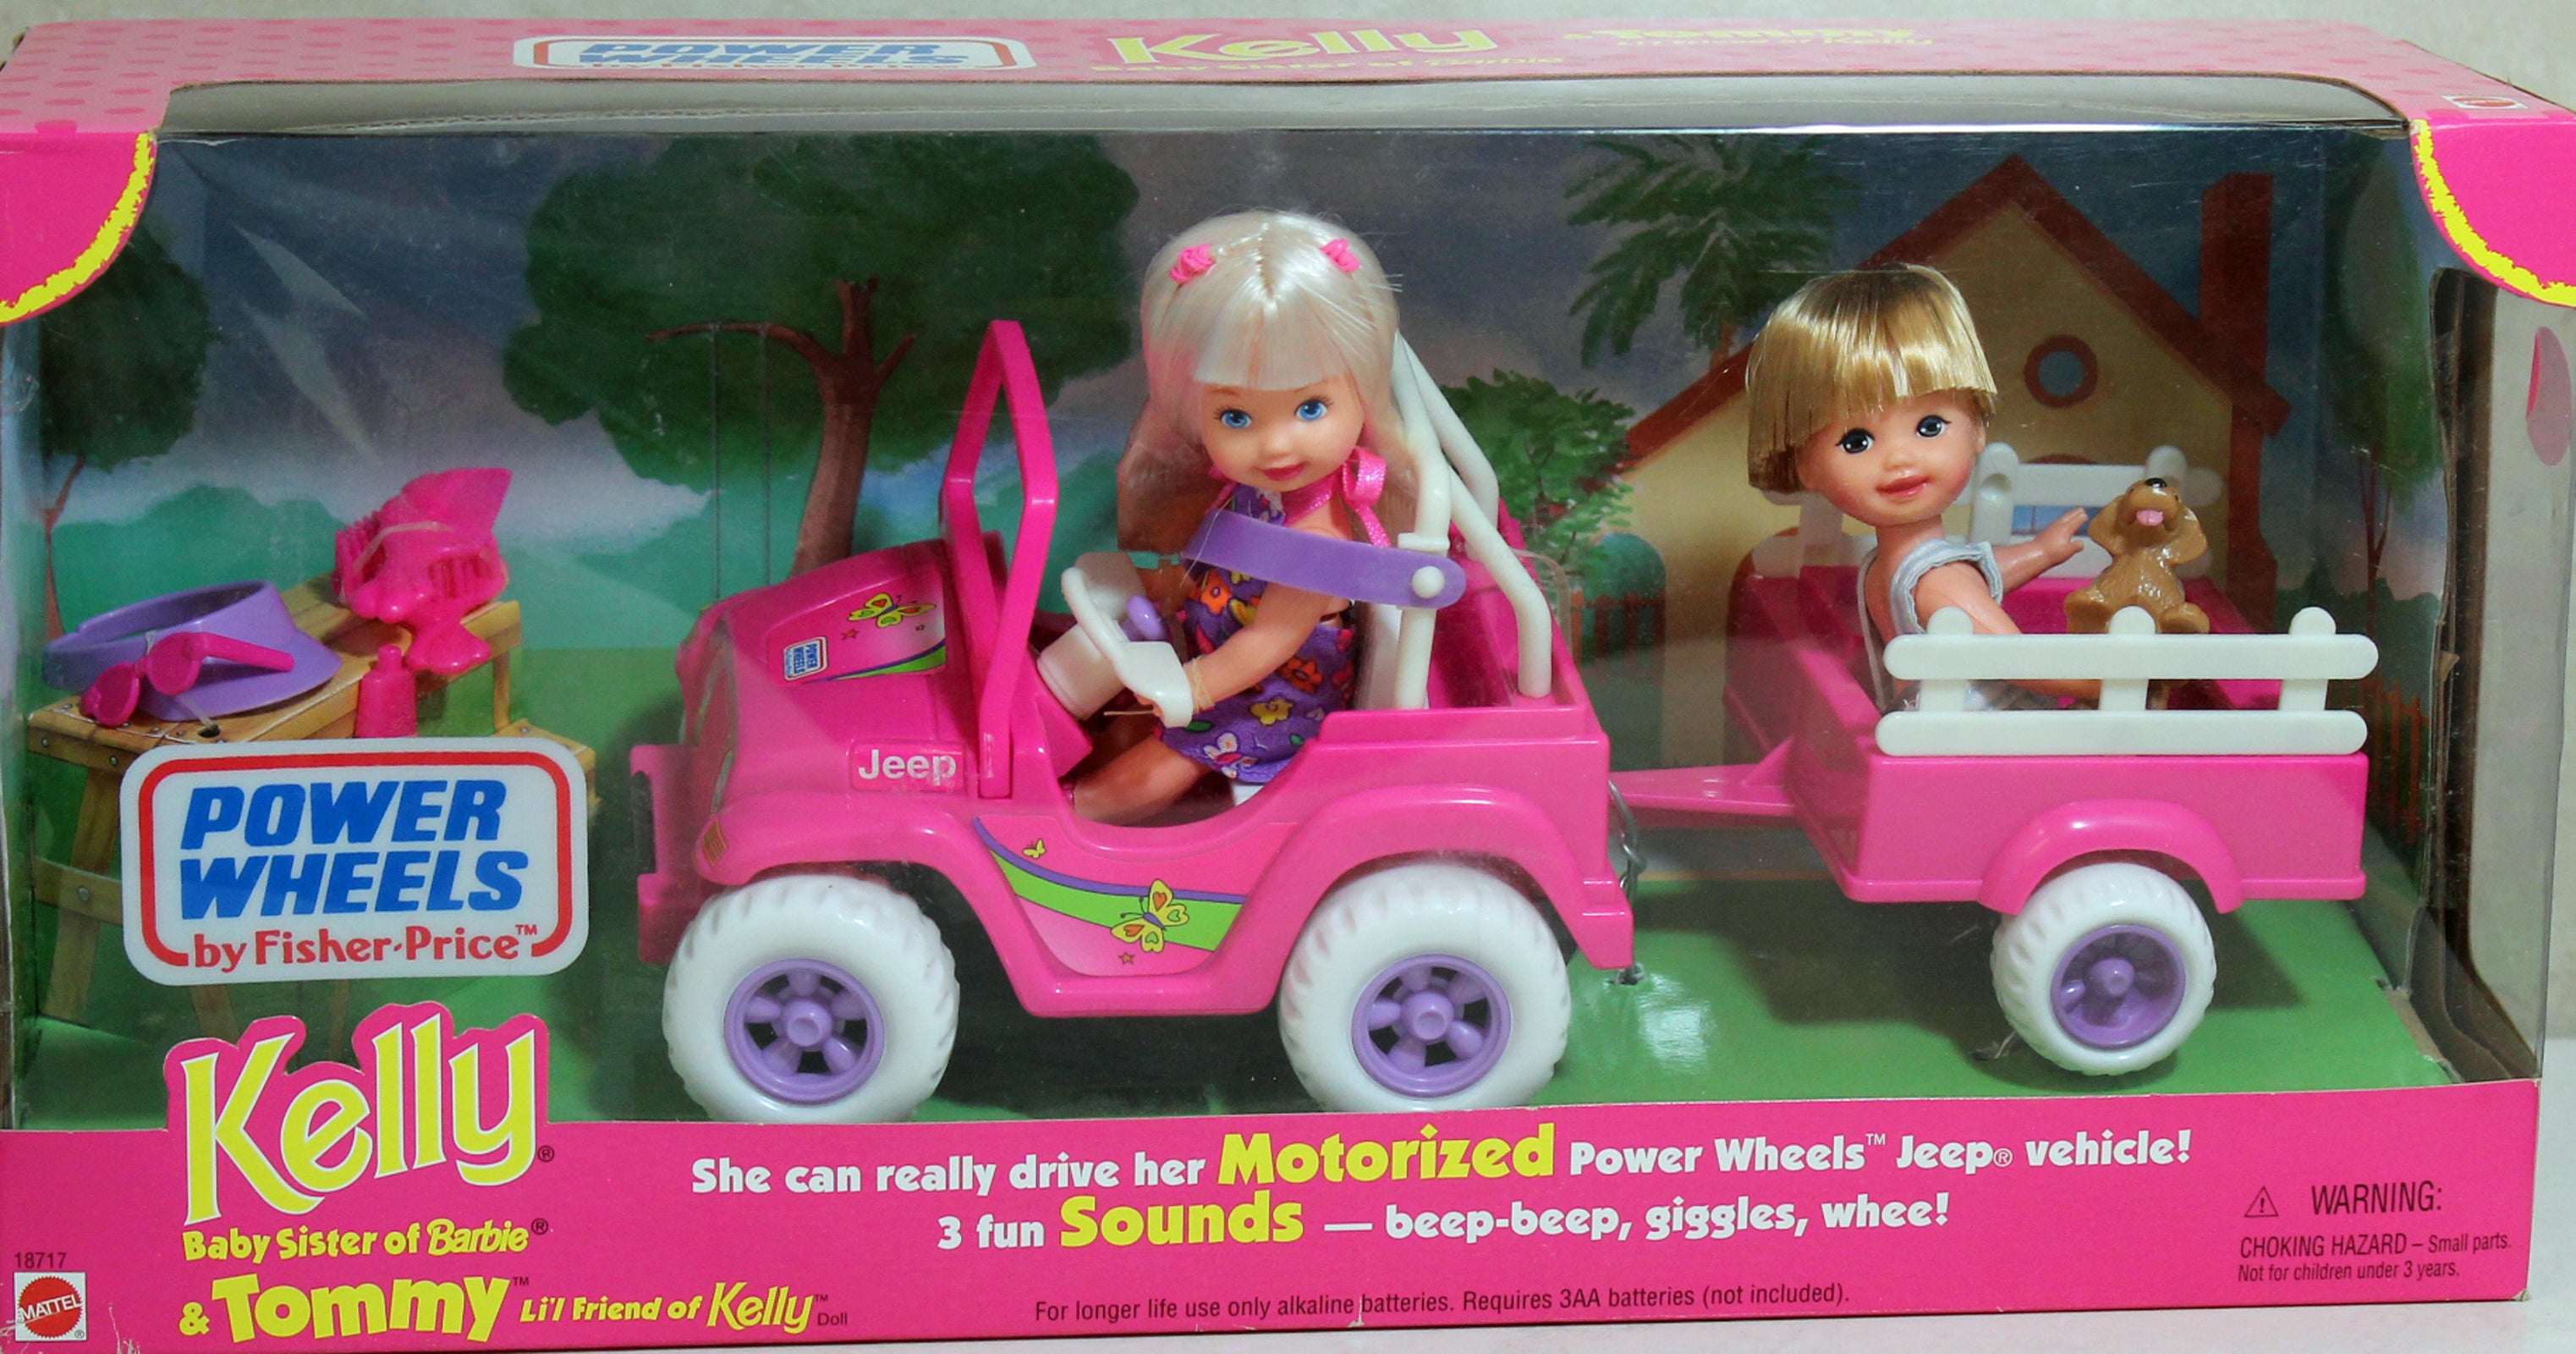 POWER
WHEELS
Kelly
Baby Sister of Barbie
& Tommy
Li'l Friend of Kelly
POWER
WHEELS
Jeep
POWER
WHEELS
by Fisher-Price™
Kelly®
Baby Sister of Barbie®
& Tommy™ Li'l Friend of Kelly™ Doll
She can really drive her Motorized Power Wheels™ Jeep® vehicle!
3 fun Sounds — beep-beep, giggles, whee!
For longer life use only alkaline batteries. Requires 3AA batteries (not included).
⚠ WARNING:
CHOKING HAZARD – Small parts.
Not for children under 3 years.
18717
MATTEL®